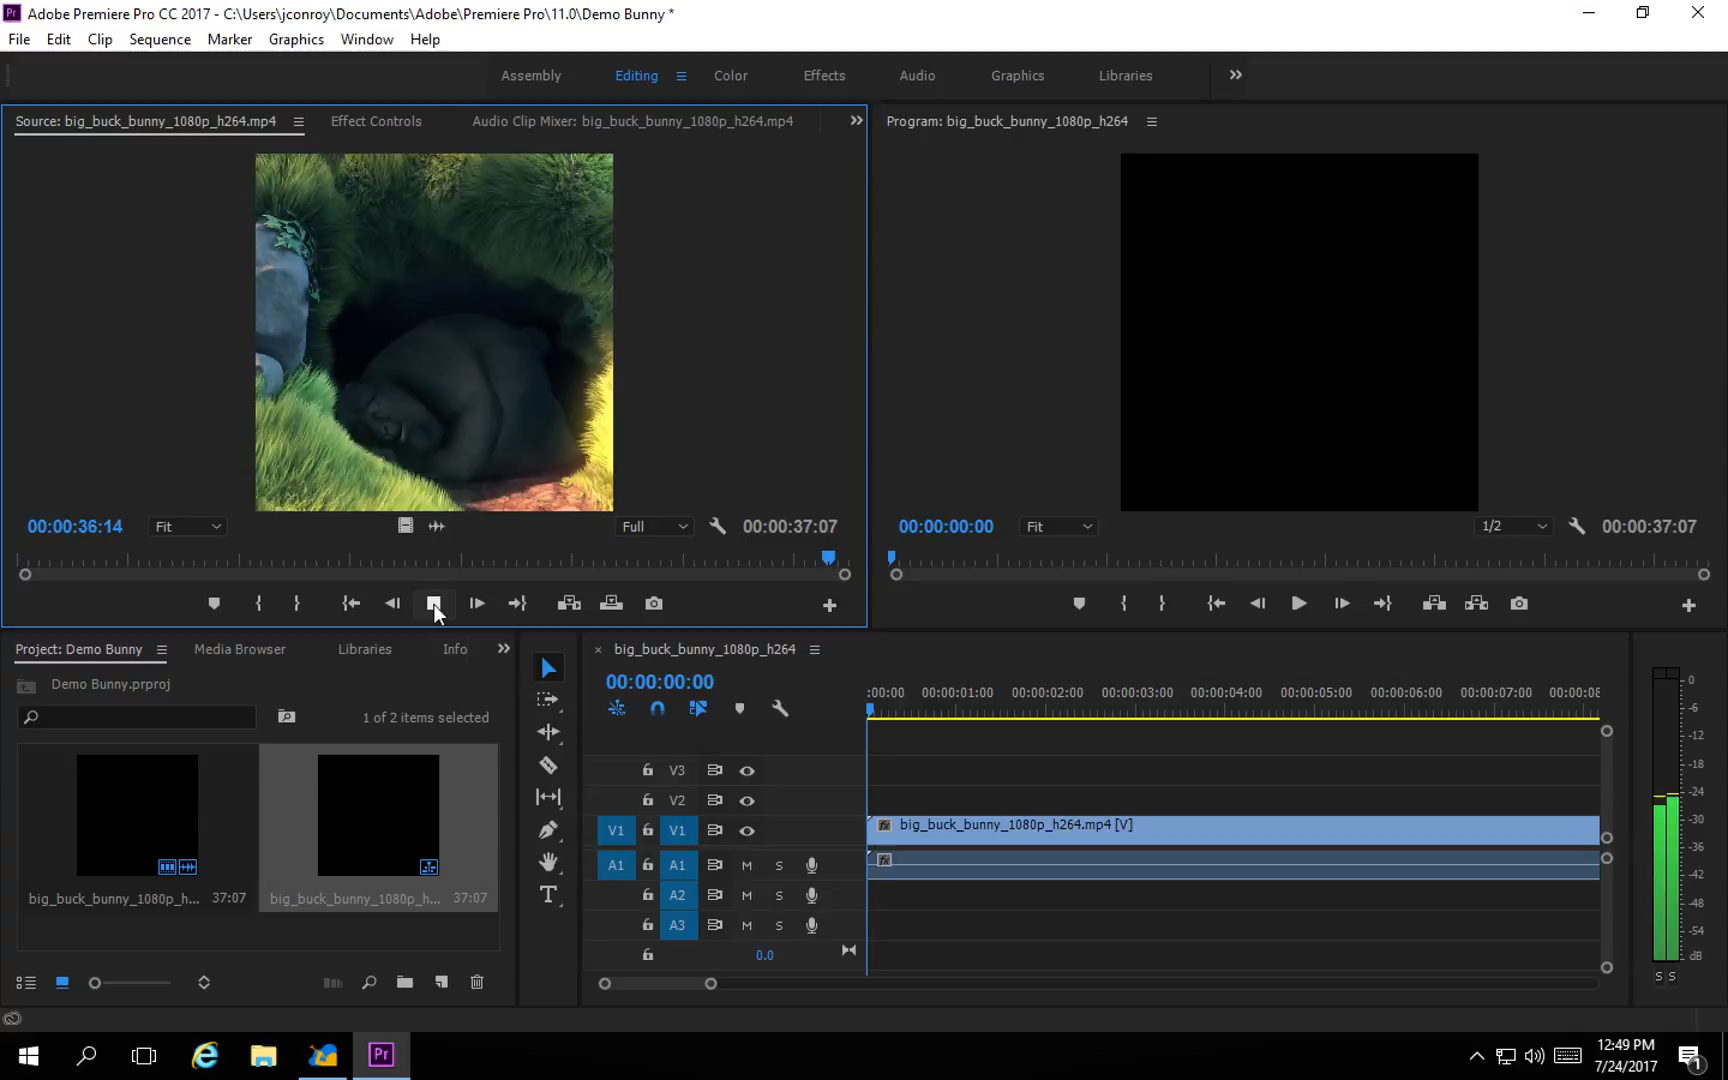 Pr Adobe Premiere Pro CC 2017 - C:\Users\jconroy\Documents\Adobe\Premiere Pro\11.0\Demo Bunny *
File Edit Clip Sequence Marker Graphics Window Help
Assembly Editing Color Effects Audio Graphics Libraries
Source: big_buck_bunny_1080p_h264.mp4 Effect Controls Audio Clip Mixer: big_buck_bunny_1080p_h264.mp4
Program: big_buck_bunny_1080p_h264
00:00:36:14 Fit Full 00:00:37:07
00:00:00:00 Fit 1/2 00:00:37:07
Project: Demo Bunny Media Browser Libraries Info
Demo Bunny.prproj
1 of 2 items selected
big_buck_bunny_1080p_h... 37:07
big_buck_bunny_1080p_h... 37:07
T
× big_buck_bunny_1080p_h264
00:00:00:00
:00:00 00:00:01:00 00:00:02:00 00:00:03:00 00:00:04:00 00:00:05:00 00:00:06:00 00:00:07:00 00:00:08
V3
V2
V1 V1 fx big_buck_bunny_1080p_h264.mp4 [V]
A1 A1 M S fx
A2 M S
A3 M S
0.0
0
-6
-12
-18
-24
-30
-36
-42
-48
-54
dB
S S
Pr
12:49 PM
7/24/2017
1